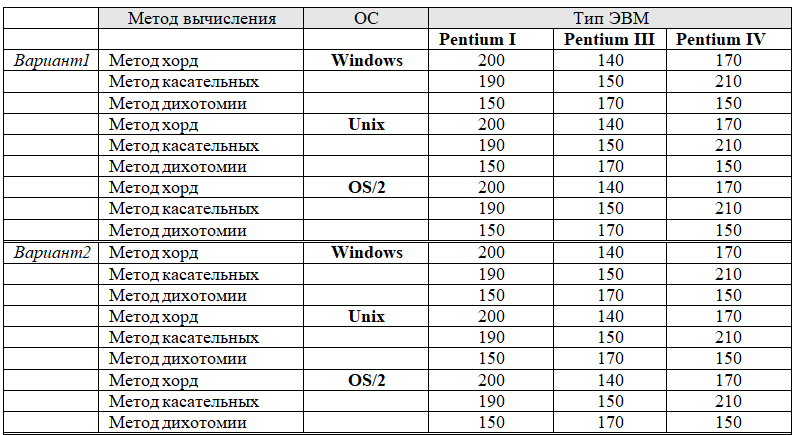 Метод вычисления ОС Тип ЭВМ
Pentium I Pentium III Pentium IV
Вариант1 Метод хорд Windows 200 140 170
Метод касательных 190 150 210
Метод дихотомии 150 170 150
Метод хорд Unix 200 140 170
Метод касательных 190 150 210
Метод дихотомии 150 170 150
Метод хорд OS/2 200 140 170
Метод касательных 190 150 210
Метод дихотомии 150 170 150
Вариант2 Метод хорд Windows 200 140 170
Метод касательных 190 150 210
Метод дихотомии 150 170 150
Метод хорд Unix 200 140 170
Метод касательных 190 150 210
Метод дихотомии 150 170 150
Метод хорд OS/2 200 140 170
Метод касательных 190 150 210
Метод дихотомии 150 170 150